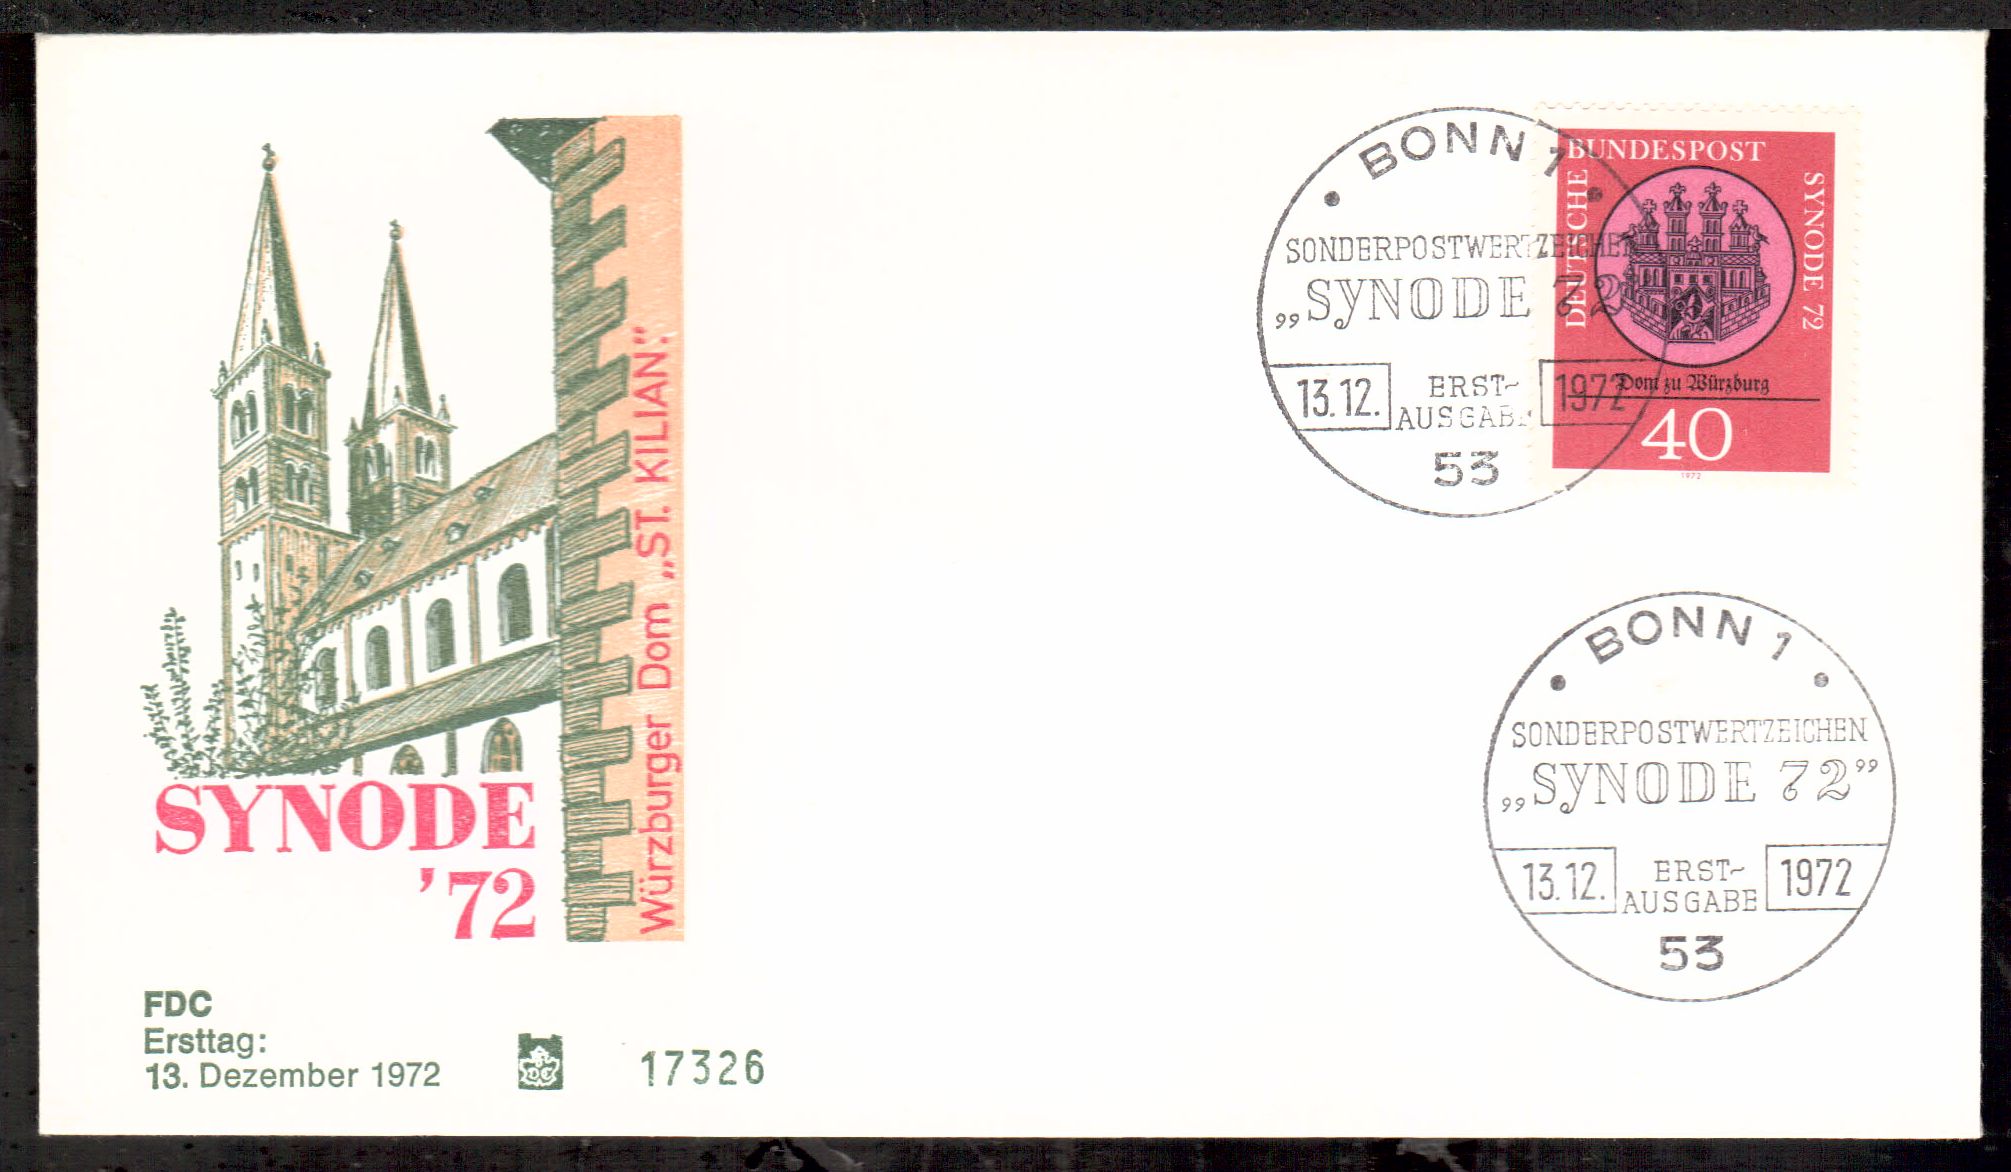 Würzburger Dom „ST. KILIAN”.
SYNODE
'72
FDC
Ersttag:
13. Dezember 1972
17326
BONN 1
SONDERPOSTWERTZEICHEN
„SYNODE 72
13.12.
ERST-
AUSGABE
1972
53
DEUTSCHE
BUNDESPOST
SYNODE 72
Dom zu Würzburg
40
1972
BONN 1
SONDERPOSTWERTZEICHEN
„SYNODE 72”
13.12.
ERST-
AUSGABE
1972
53